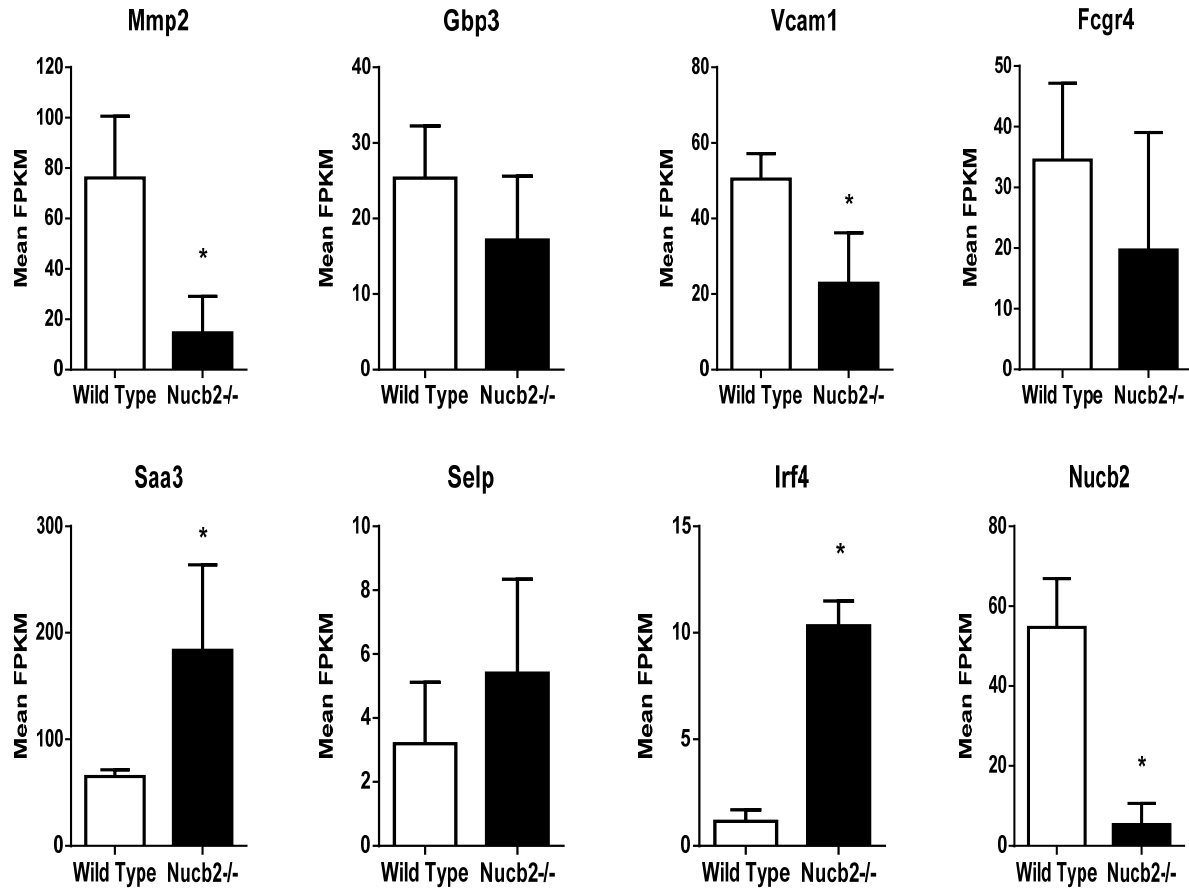 Mmp2 Gbp3 Vcam1 Fcgr4
120
100
80
60
40
20
0
Mean FPKM
Wild Type Nucb2-/-
40
30
20
10
0
Mean FPKM
Wild Type Nucb2-/-
80
60
40
20
0
Mean FPKM
*
Wild Type Nucb2-/-
50
40
30
20
10
0
Mean FPKM
Wild Type Nucb2-/-
*
Saa3 Selp Irf4 Nucb2
300
200
100
0
Mean FPKM
*
Wild Type Nucb2-/-
10
8
6
4
2
0
Mean FPKM
Wild Type Nucb2-/-
15
10
5
0
Mean FPKM
*
Wild Type Nucb2-/-
80
60
40
20
0
Mean FPKM
*
Wild Type Nucb2-/-